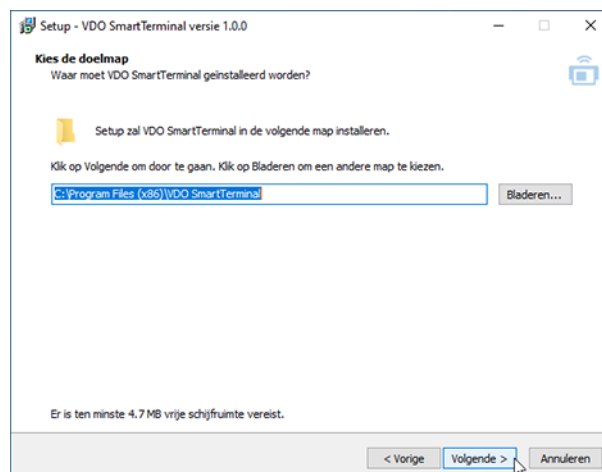 Setup - VDO SmartTerminal versie 1.0.0
Kies de doelmap
Waar moet VDO SmartTerminal geïnstalleerd worden?
Setup zal VDO SmartTerminal in de volgende map installeren.
Klik op Volgende om door te gaan. Klik op Bladeren om een andere map te kiezen.
C:\Program Files (x86)\VDO SmartTerminal
Bladeren...
Er is ten minste 4.7 MB vrije schijfruimte vereist.
< Vorige
Volgende >
Annuleren